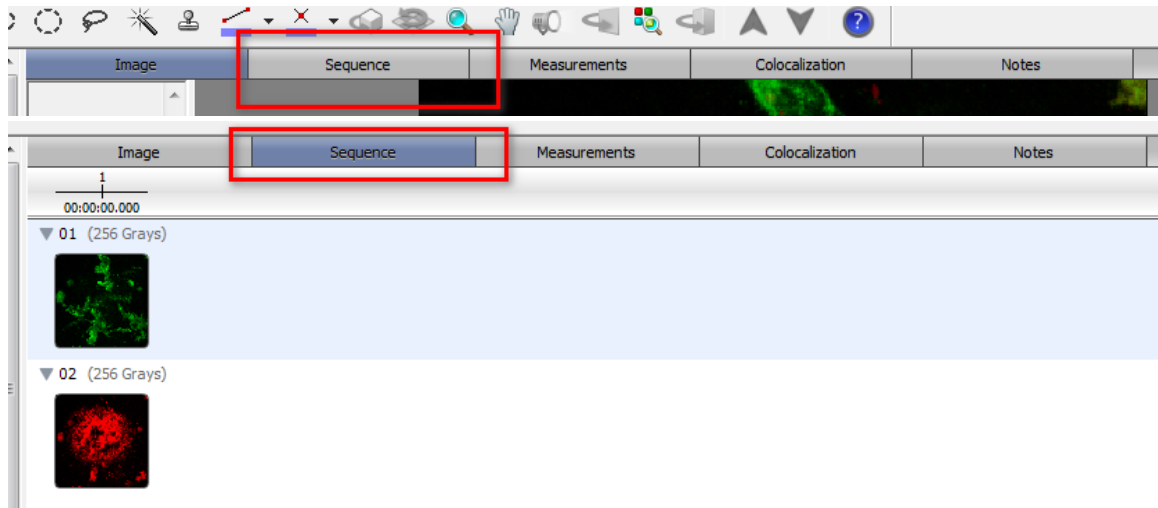 ?
Image Sequence Measurements Colocalization Notes
Image Sequence Measurements Colocalization Notes
1
00:00:00.000
01 (256 Grays)
02 (256 Grays)